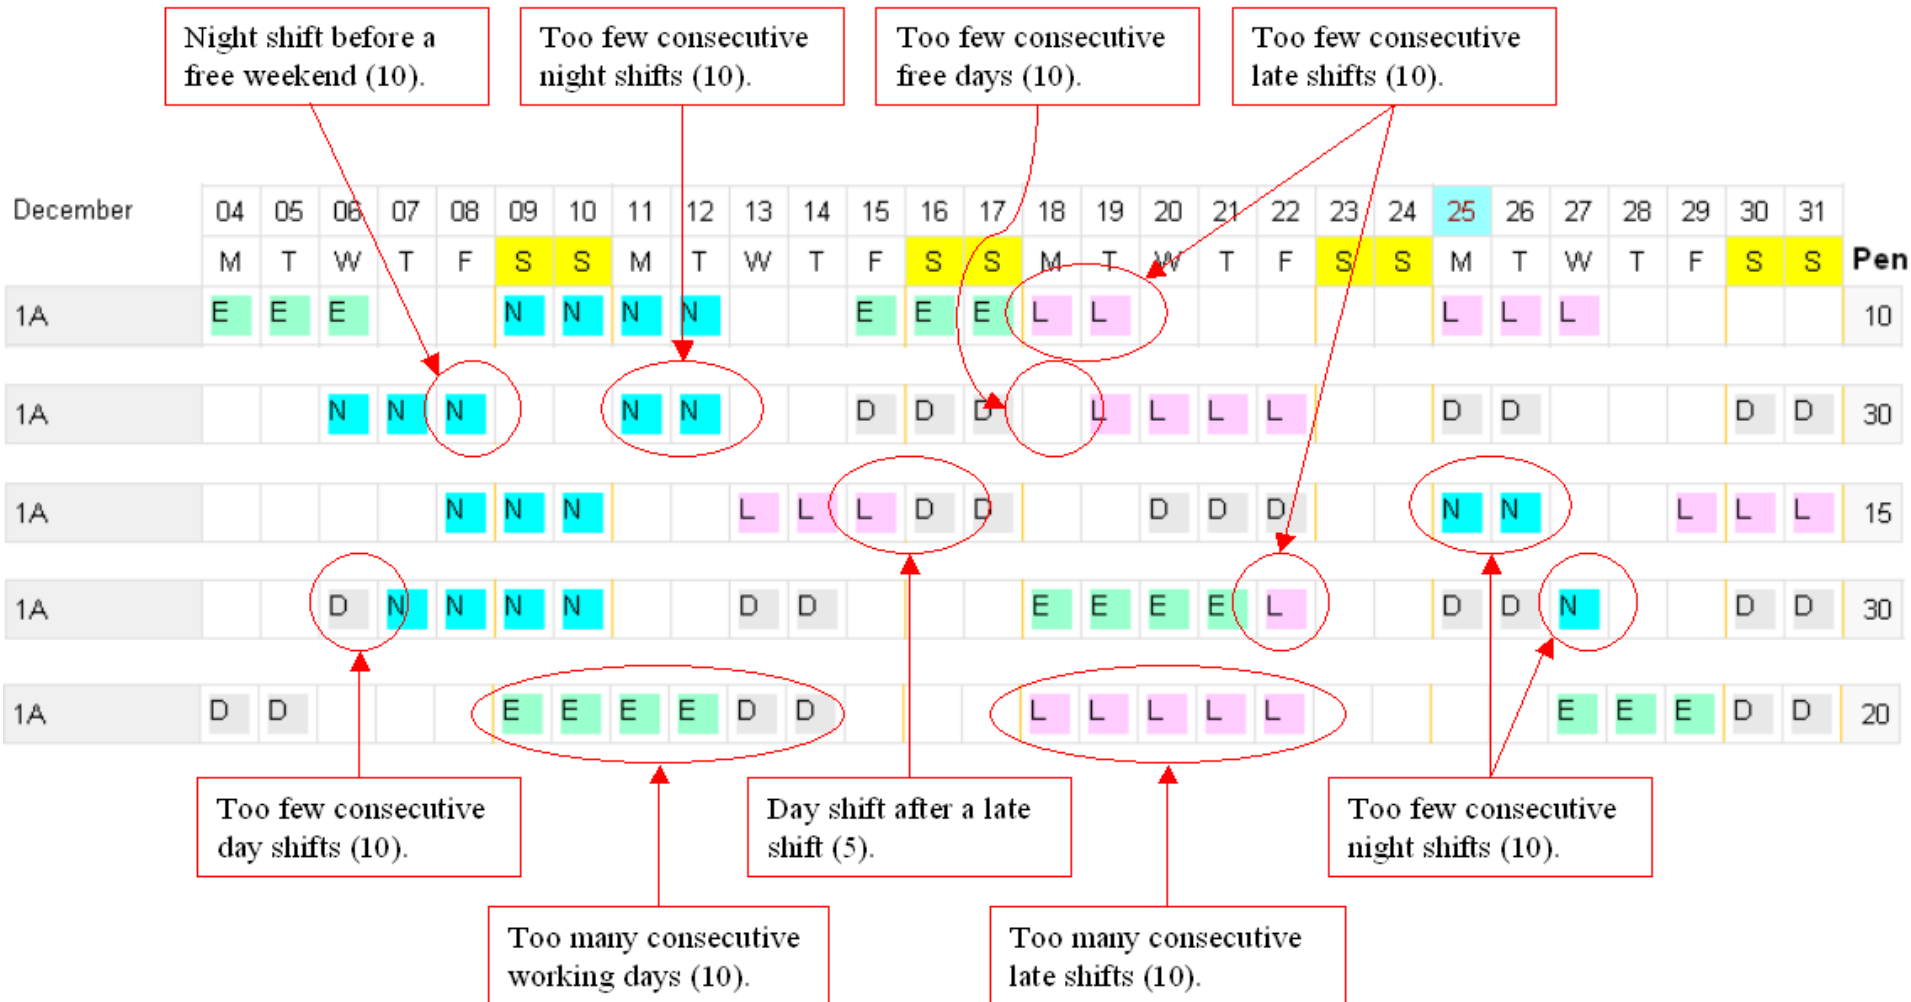 Night shift before a
free weekend (10).
Too few consecutive
night shifts (10).
Too few consecutive
free days (10).
Too few consecutive
late shifts (10).
December 04 05 06 07 08 09 10 11 12 13 14 15 16 17 18 19 20 21 22 23 24 25 26 27 28 29 30 31
M T W T F S S M T W T F S S M T W T F S S M T W T F S S Pen
1A E E E N N N N E E E L L L L L 10
1A N N N N N D D D L L L L D D D D 30
1A N N N L L L D D D D D N N L L L 15
1A D N N N N D D E E E E L D D N D D 30
1A D D E E E E D D L L L L L E E E D D 20
Too few consecutive
day shifts (10).
Day shift after a late
shift (5).
Too few consecutive
night shifts (10).
Too many consecutive
working days (10).
Too many consecutive
late shifts (10).